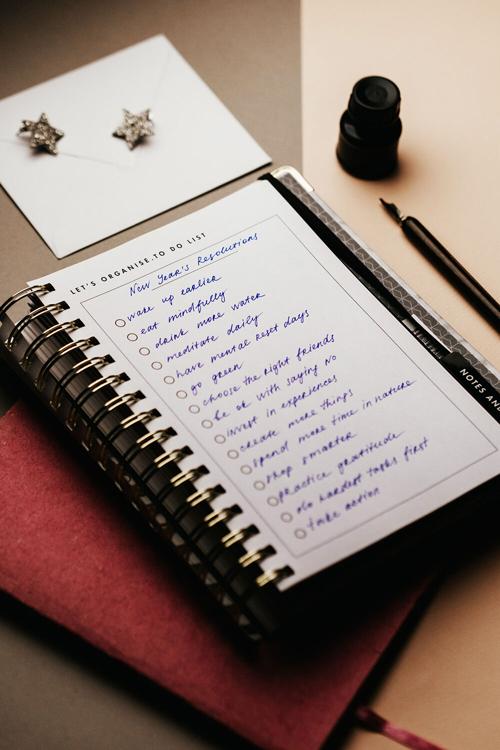 LET'S ORGANISE.TO DO LIST
New Year's Resolutions
wake up earlier
eat mindfully
drink more water
meditate daily
have mental reset days
go green
choose the right friends
be ok with saying NO
invest in experiences
create more things
spend more time in nature
shop smarter
practice gratitude
do hardest tasks first
take action
NOTES AN